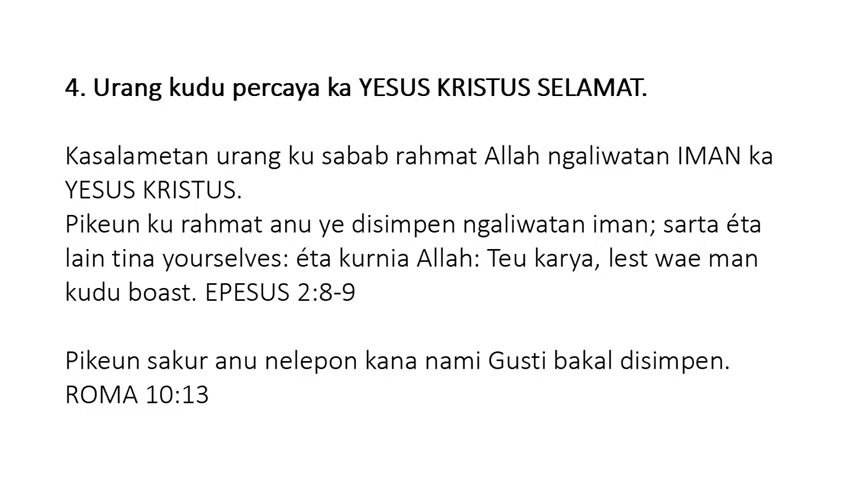 4. Urang kudu percaya ka YESUS KRISTUS SELAMAT.
Kasalametan urang ku sabab rahmat Allah ngaliwatan IMAN ka
YESUS KRISTUS.
Pikeun ku rahmat anu ye disimpen ngaliwatan iman; sarta éta
lain tina yourselves: éta kurnia Allah: Teu karya, lest wae man
kudu boast. EPESUS 2:8-9
Pikeun sakur anu nelepon kana nami Gusti bakal disimpen.
ROMA 10:13